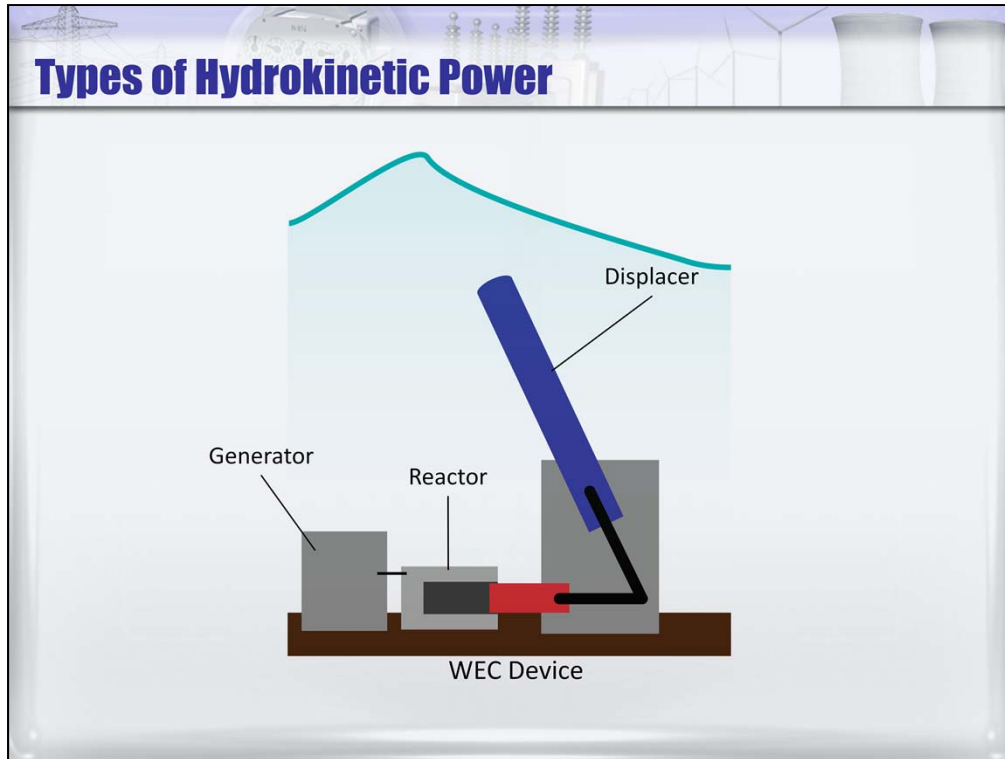 Types of Hydrokinetic Power
Displacer
Generator
Reactor
WEC Device